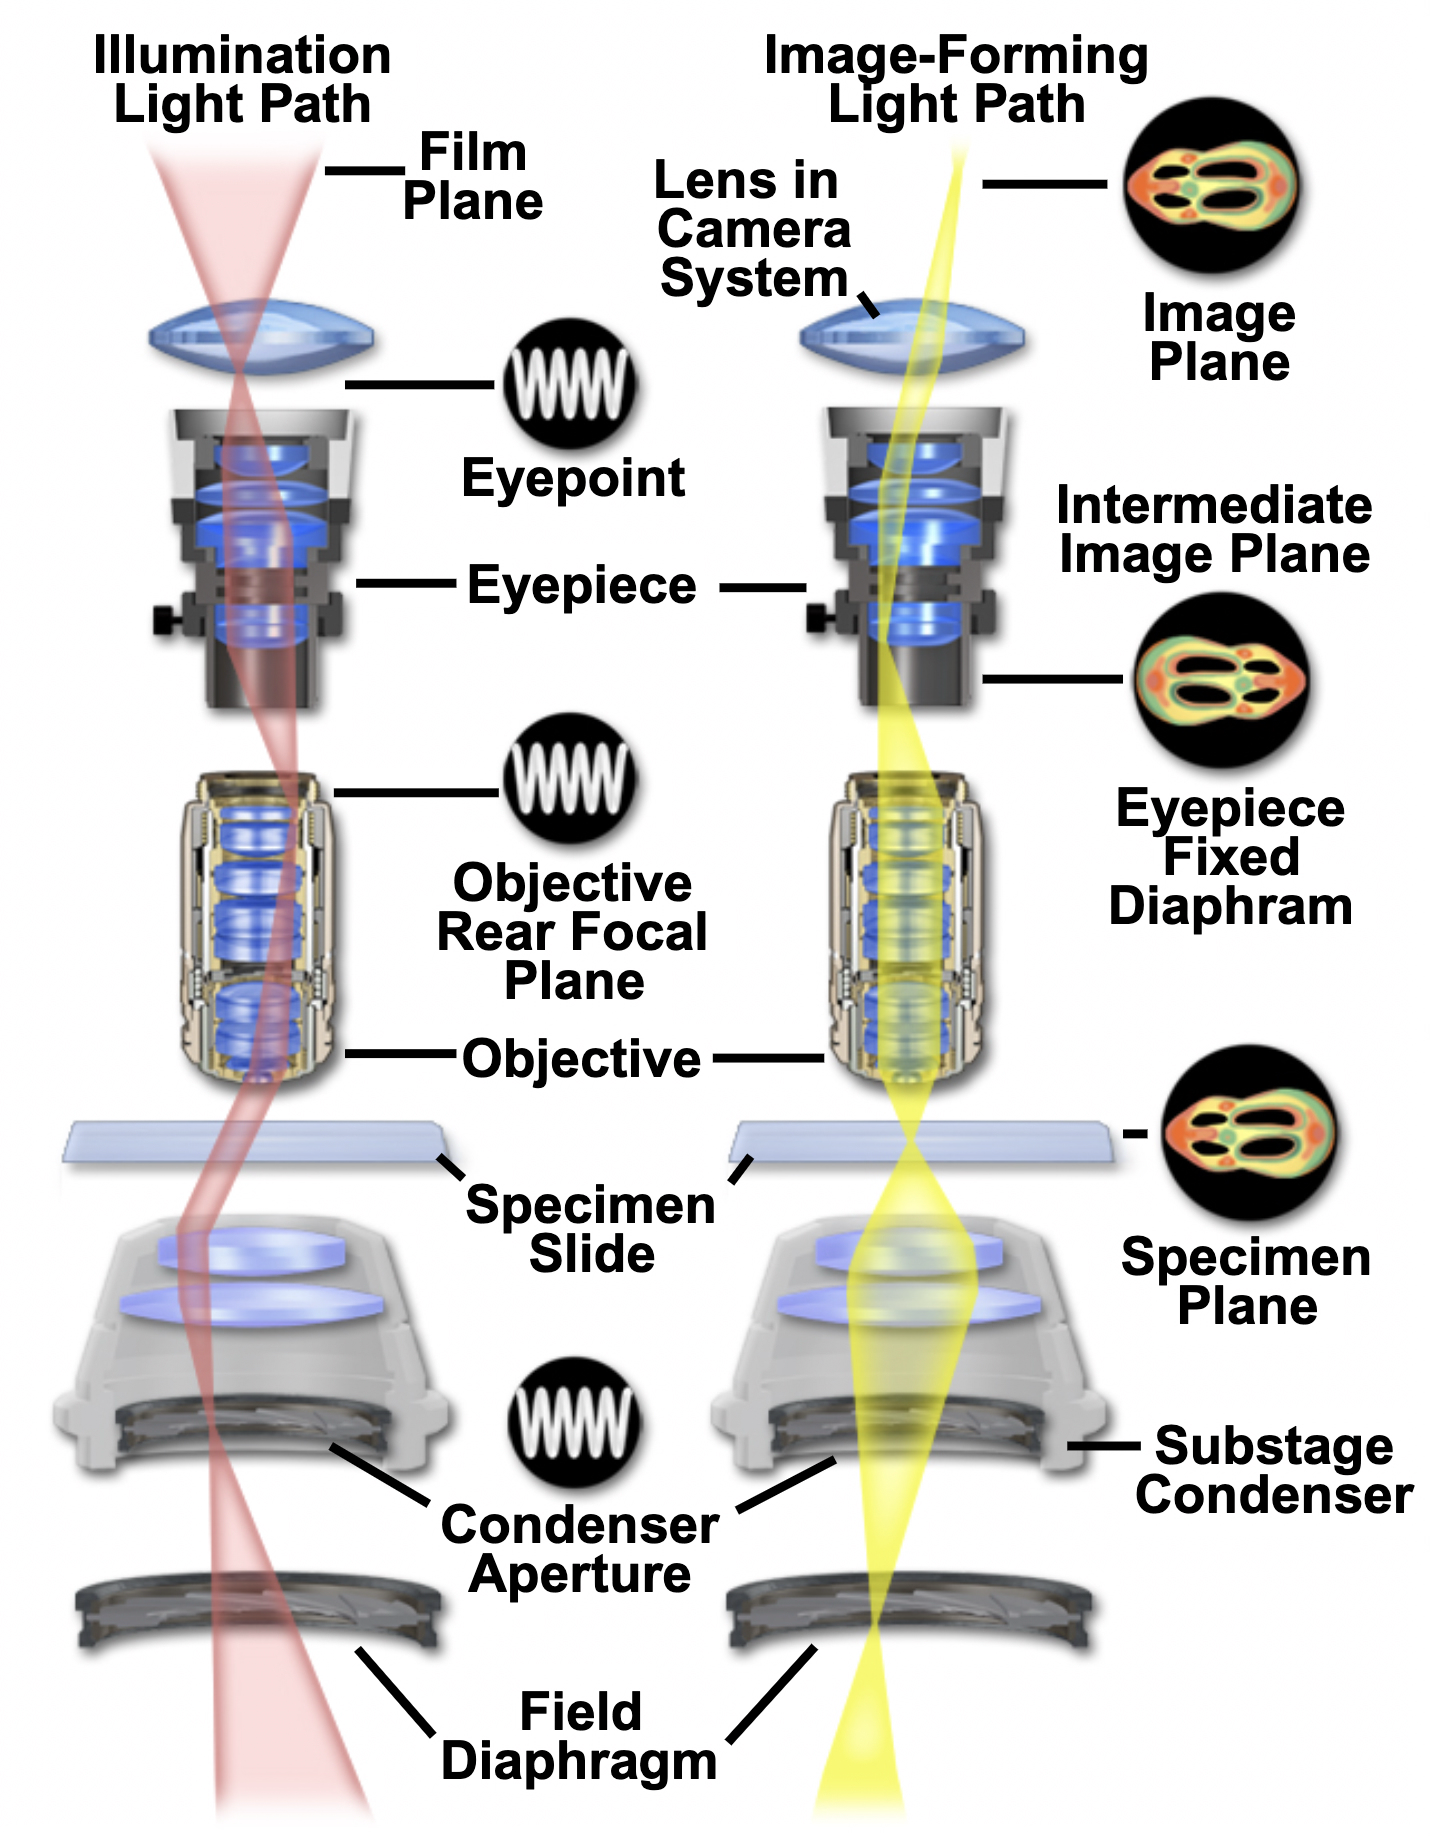 Illumination
Light Path
Image-Forming
Light Path
Film
Plane
Lens in
Camera
System
Image
Plane
Eyepoint
Intermediate
Image Plane
Eyepiece
Eyepiece
Fixed
Diaphram
Objective
Rear Focal
Plane
Objective
Specimen
Slide
Specimen
Plane
Condenser
Aperture
Substage
Condenser
Field
Diaphragm